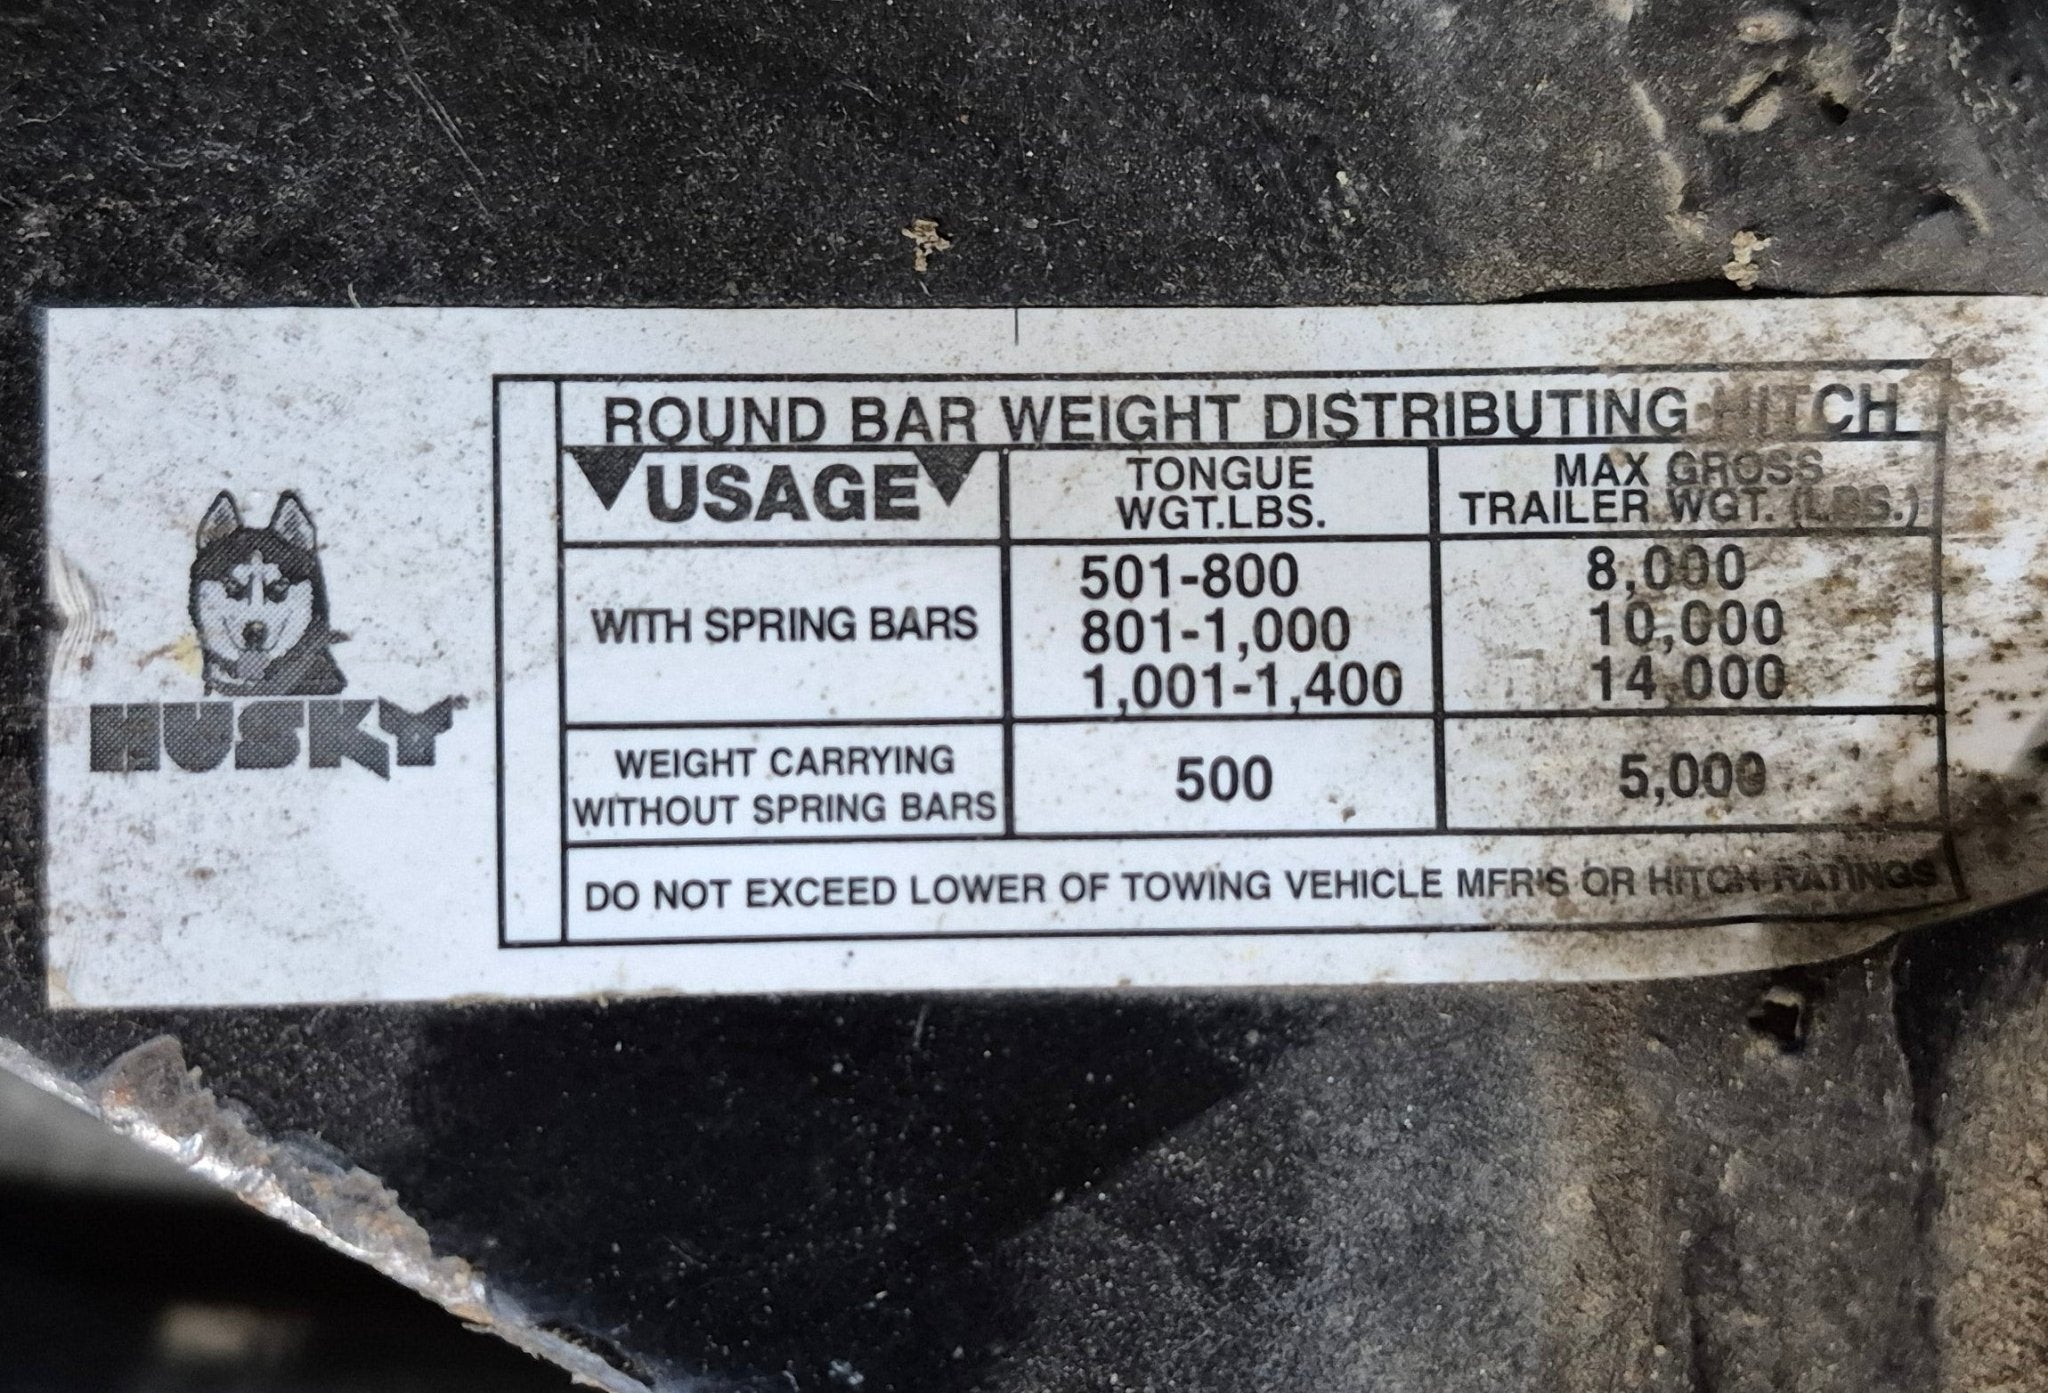 HUSKY
ROUND BAR WEIGHT DISTRIBUTING HITCH
USAGE
TONGUE
WGT.LBS.
MAX GROSS
TRAILER WGT. (LBS.)
WITH SPRING BARS
501-800
8,000
801-1,000
10,000
1,001-1,400
14,000
WEIGHT CARRYING
WITHOUT SPRING BARS
500
5,000
DO NOT EXCEED LOWER OF TOWING VEHICLE MFR'S OR HITCH RATINGS